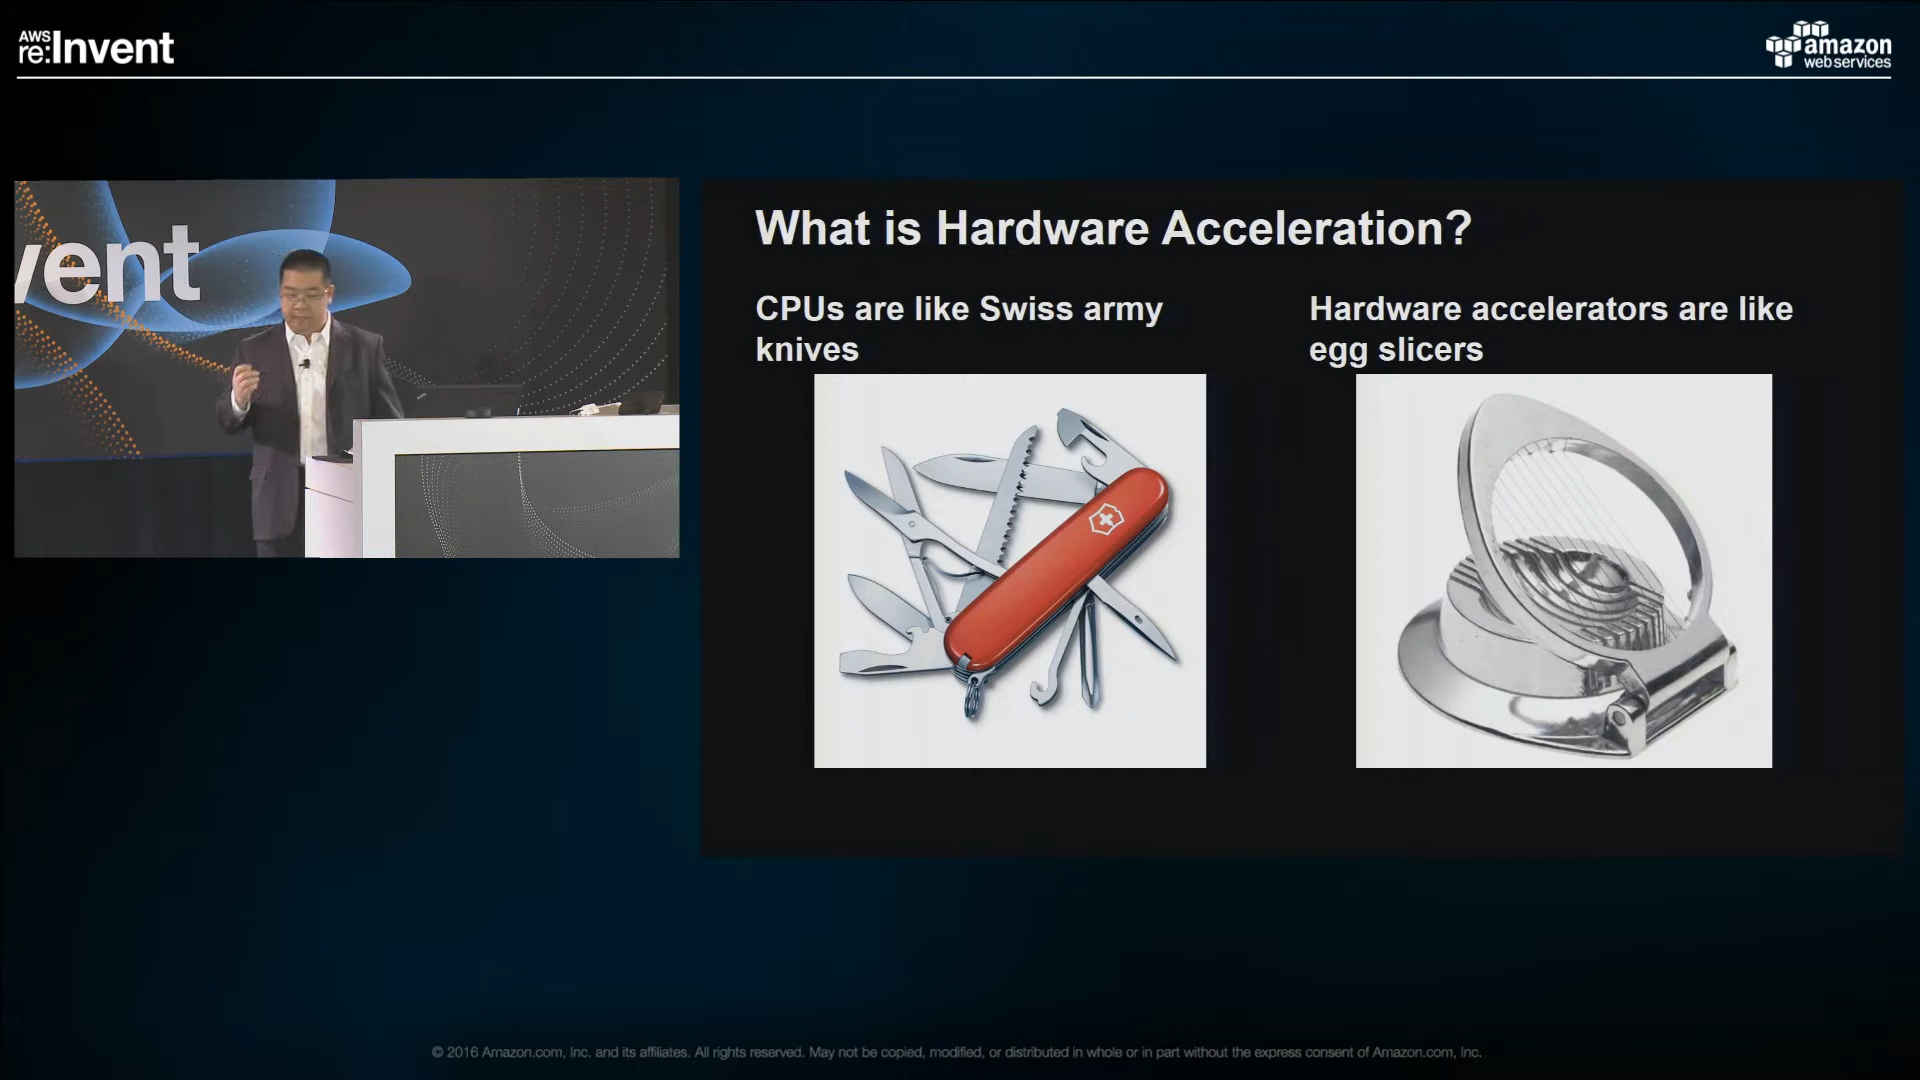 AWS
re:Invent
amazon
web services
vent
What is Hardware Acceleration?
CPUs are like Swiss army
knives
Hardware accelerators are like
egg slicers
© 2016 Amazon.com, Inc. and its affiliates. All rights reserved. May not be copied, modified, or distributed in whole or in part without the express consent of Amazon.com, Inc.